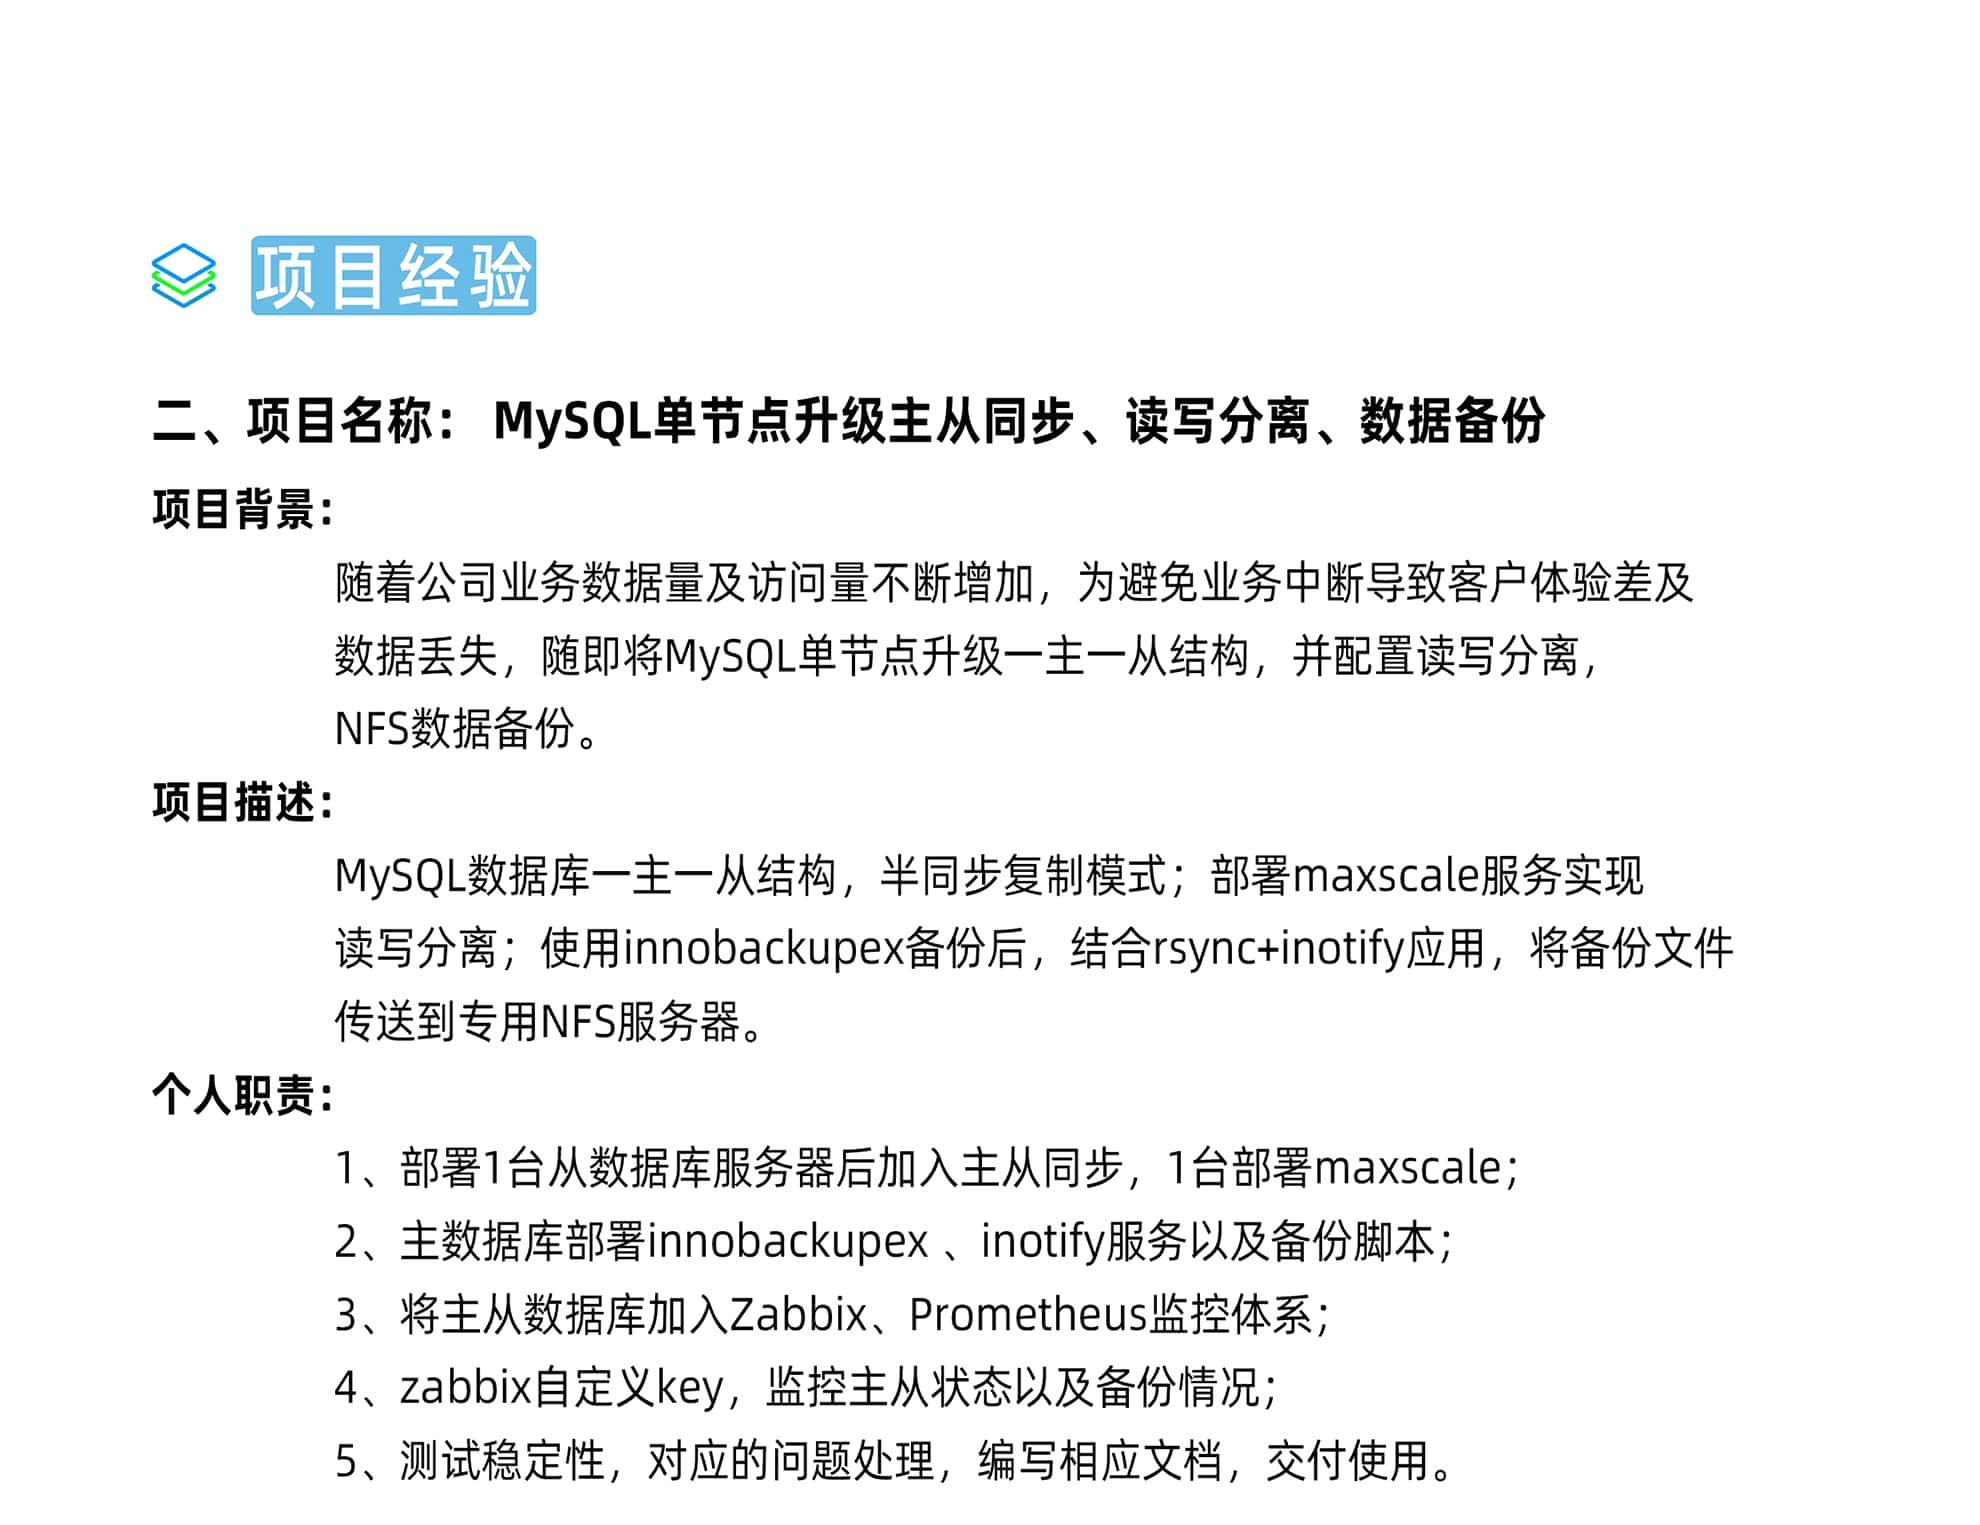 项目经验
二、项目名称： MySQL单节点升级主从同步、读写分离、数据备份
项目背景：
随着公司业务数据量及访问量不断增加，为避免业务中断导致客户体验差及
数据丢失，随即将MySQL单节点升级一主一从结构，并配置读写分离，
NFS数据备份。
项目描述：
MySQL数据库一主一从结构，半同步复制模式；部署maxscale服务实现
读写分离；使用innobackupex备份后，结合rsync+inotify应用，将备份文件
传送到专用NFS服务器。
个人职责：
1、部署1台从数据库服务器后加入主从同步，1台部署maxscale；
2、主数据库部署innobackupex 、inotify服务以及备份脚本；
3、将主从数据库加入Zabbix、Prometheus监控体系；
4、zabbix自定义key，监控主从状态以及备份情况；
5、测试稳定性，对应的问题处理，编写相应文档，交付使用。